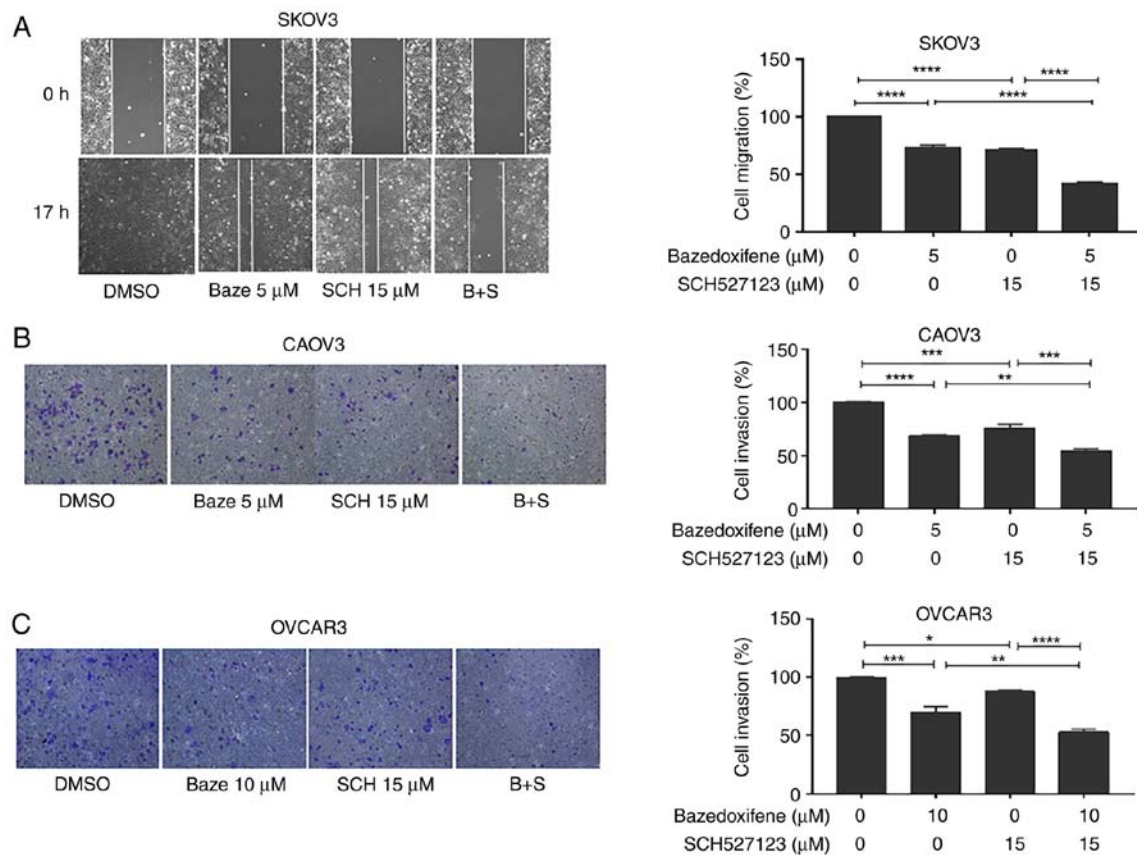 A
SKOV3
0 h
17 h
DMSO Baze 5 μM SCH 15 μM B+S
SKOV3
Cell migration (%)
150
100
50
0
**** ****
**** ****
Bazedoxifene (μM) 0 5 0 5
SCH527123 (μM) 0 0 15 15
B
CAOV3
DMSO Baze 5 μM SCH 15 μM B+S
CAOV3
Cell invasion (%)
150
100
50
0
*** ***
**** **
Bazedoxifene (μM) 0 5 0 5
SCH527123 (μM) 0 0 15 15
C
OVCAR3
DMSO Baze 10 μM SCH 15 μM B+S
OVCAR3
Cell invasion (%)
150
100
50
0
* ****
*** **
Bazedoxifene (μM) 0 10 0 10
SCH527123 (μM) 0 0 15 15